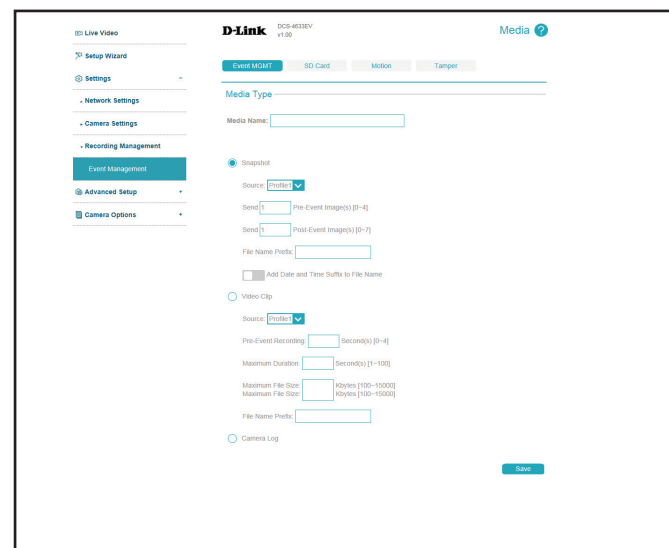 Live Video
Setup Wizard
Settings -
Network Settings
Camera Settings
Recording Management
Event Management
Advanced Setup +
Camera Options +
D-Link DCS-4633EV
v1.00
Media ?
Event MGMT SD Card Motion Tamper
Media Type
Media Name:
Snapshot
Source: Profile1
Send 1 Pre-Event Image(s) [0~4]
Send 1 Post-Event Image(s) [0~7]
File Name Prefix:
Add Date and Time Suffix to File Name
Video Clip
Source: Profile1
Pre-Event Recording: Second(s) [0~4]
Maximum Duration: Second(s) [1~100]
Maximum File Size: Kbytes [100~15000]
Maximum File Size: Kbytes [100~15000]
File Name Prefix:
Camera Log
Save